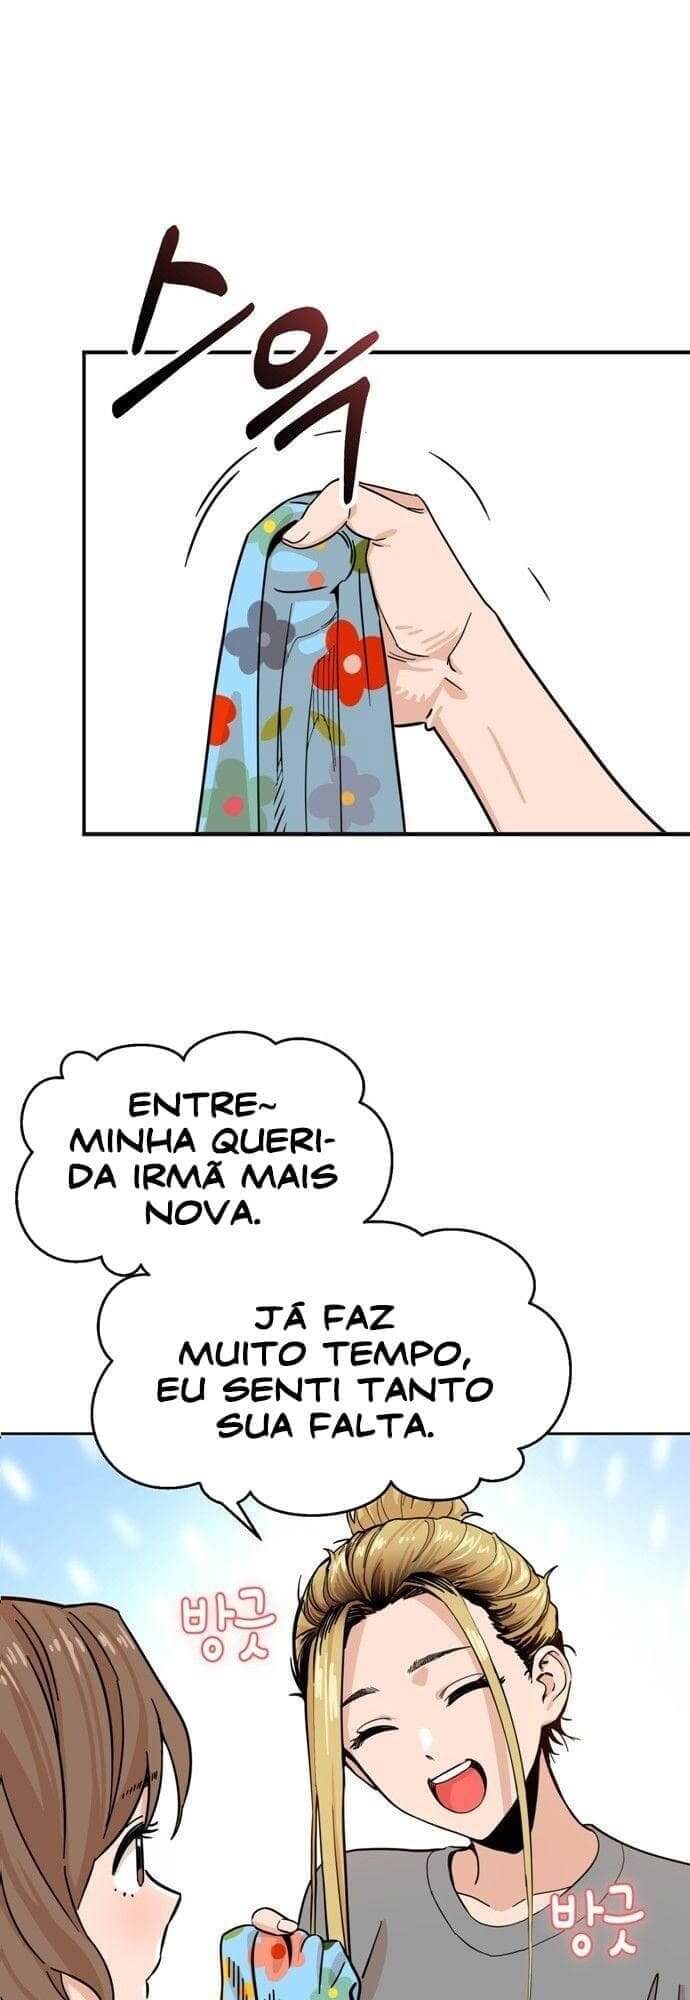 스윽
ENTRE~
MINHA QUERI-
DA IRMÃ MAIS
NOVA.
JÁ FAZ
MUITO TEMPO,
EU SENTI TANTO
SUA FALTA.
방긋
방긋